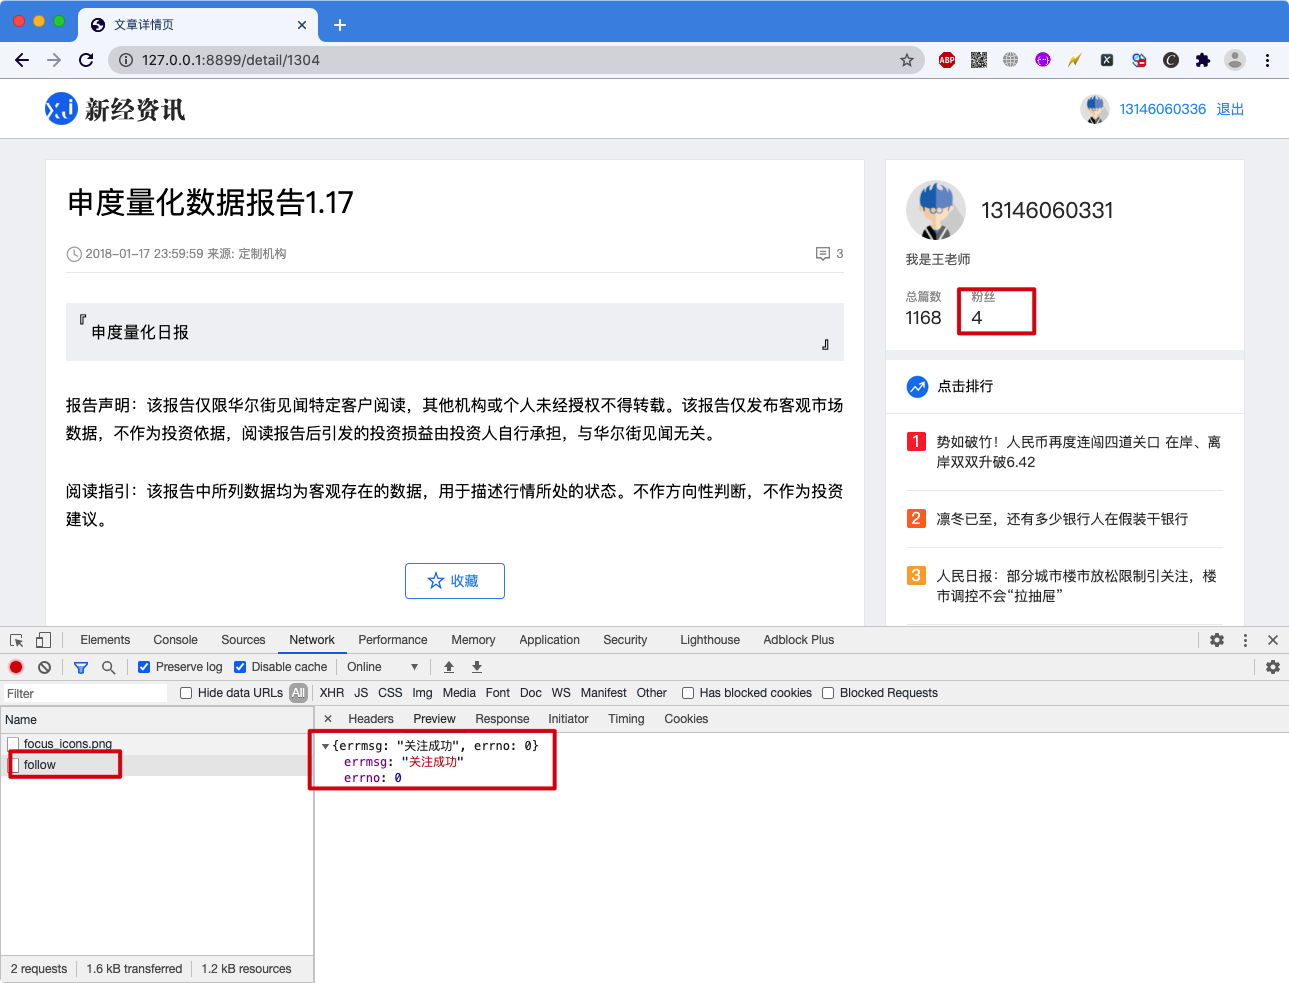 文章详情页
127.0.0.1:8899/detail/1304
ABP
新经资讯
13146060336 退出
申度量化数据报告1.17
2018-01-17 23:59:59 来源: 定制机构
3
『
申度量化日报
』
报告声明：该报告仅限华尔街见闻特定客户阅读，其他机构或个人未经授权不得转载。该报告仅发布客观市场
数据，不作为投资依据，阅读报告后引发的投资损益由投资人自行承担，与华尔街见闻无关。
阅读指引：该报告中所列数据均为客观存在的数据，用于描述行情所处的状态。不作方向性判断，不作为投资
建议。
收藏
13146060331
我是王老师
总篇数 粉丝
1168 4
点击排行
1 势如破竹！人民币再度连闯四道关口 在岸、离
岸双双升破6.42
2 凛冬已至，还有多少银行人在假装干银行
3 人民日报：部分城市楼市放松限制引关注，楼
市调控不会“拉抽屉”
Elements Console Sources Network Performance Memory Application Security Lighthouse Adblock Plus
Preserve log Disable cache Online
Filter Hide data URLs All XHR JS CSS Img Media Font Doc WS Manifest Other Has blocked cookies Blocked Requests
Name
Headers Preview Response Initiator Timing Cookies
focus_icons.png
follow
{errmsg: "关注成功", errno: 0}
errmsg: "关注成功"
errno: 0
2 requests 1.6 kB transferred 1.2 kB resources